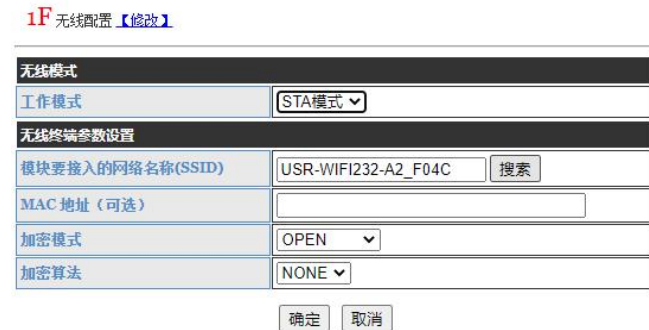 1F 无线配置【修改】
无线模式
工作模式 STA模式
无线终端参数设置
模块要接入的网络名称(SSID) USR-WIFI232-A2_F04C 搜索
MAC 地址（可选）
加密模式 OPEN
加密算法 NONE
确定 取消